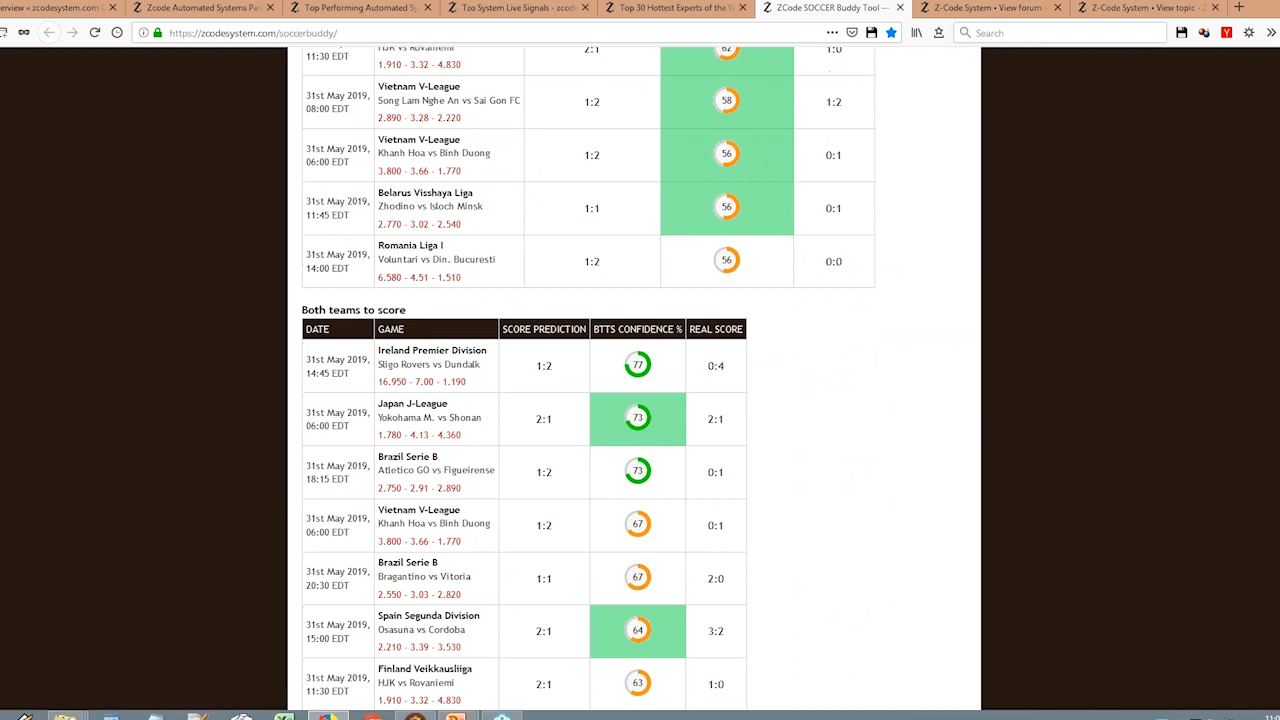 erview « zcodesystem.com C
Zcode Automated Systems Pas
Top Performing Automated Sy
Tzo System Live Signals - zcodes
Top 30 Hottest Experts of the W
ZCode SOCCER Buddy Tool —
Z-Code System • View forum -
Z-Code System • View topic - Z
https://zcodesystem.com/soccerbuddy/
Search
11:30 EDT
HJK vs Rovaniemi
1.910 - 3.32 - 4.830
2:1
62
1:0
31st May 2019,
08:00 EDT
Vietnam V-League
Song Lam Nghe An vs Sai Gon FC
2.890 - 3.28 - 2.220
1:2
58
1:2
31st May 2019,
06:00 EDT
Vietnam V-League
Khanh Hoa vs Binh Duong
3.800 - 3.66 - 1.770
1:2
56
0:1
31st May 2019,
11:45 EDT
Belarus Visshaya Liga
Zhodino vs Isloch Minsk
2.770 - 3.02 - 2.540
1:1
56
0:1
31st May 2019,
14:00 EDT
Romania Liga I
Voluntari vs Din. Bucuresti
6.580 - 4.51 - 1.510
1:2
56
0:0
Both teams to score
DATE GAME SCORE PREDICTION BTTS CONFIDENCE % REAL SCORE
31st May 2019,
14:45 EDT
Ireland Premier Division
Sligo Rovers vs Dundalk
16.950 - 7.00 - 1.190
1:2
77
0:4
31st May 2019,
06:00 EDT
Japan J-League
Yokohama M. vs Shonan
1.780 - 4.13 - 4.360
2:1
73
2:1
31st May 2019,
18:15 EDT
Brazil Serie B
Atletico GO vs Figueirense
2.750 - 2.91 - 2.890
1:2
73
0:1
31st May 2019,
06:00 EDT
Vietnam V-League
Khanh Hoa vs Binh Duong
3.800 - 3.66 - 1.770
1:2
67
0:1
31st May 2019,
20:30 EDT
Brazil Serie B
Bragantino vs Vitoria
2.550 - 3.03 - 2.820
1:1
67
2:0
31st May 2019,
15:00 EDT
Spain Segunda Division
Osasuna vs Cordoba
2.210 - 3.39 - 3.530
2:1
64
3:2
31st May 2019,
11:30 EDT
Finland Veikkausliiga
HJK vs Rovaniemi
1.910 - 3.32 - 4.830
2:1
63
1:0